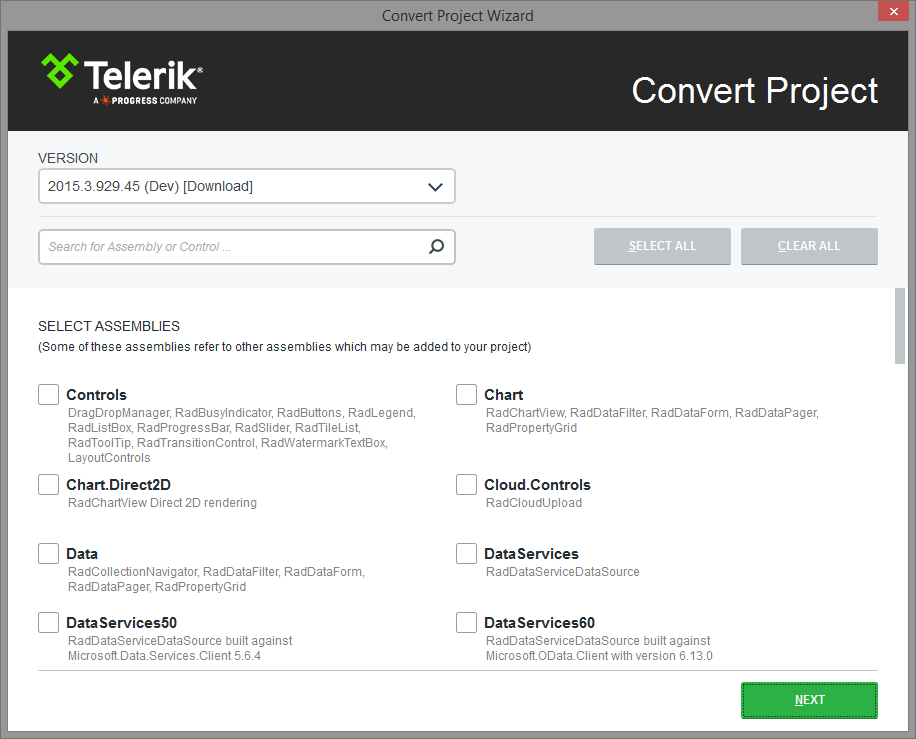 Convert Project Wizard
Telerik®
A PROGRESS COMPANY
Convert Project
VERSION
2015.3.929.45 (Dev) [Download]
Search for Assembly or Control ...
SELECT ALL
CLEAR ALL
SELECT ASSEMBLIES
(Some of these assemblies refer to other assemblies which may be added to your project)
Controls
DragDropManager, RadBusyIndicator, RadButtons, RadLegend,
RadListBox, RadProgressBar, RadSlider, RadTileList,
RadToolTip, RadTransitionControl, RadWatermarkTextBox,
LayoutControls
Chart
RadChartView, RadDataFilter, RadDataForm, RadDataPager,
RadPropertyGrid
Chart.Direct2D
RadChartView Direct 2D rendering
Cloud.Controls
RadCloudUpload
Data
RadCollectionNavigator, RadDataFilter, RadDataForm,
RadDataPager, RadPropertyGrid
DataServices
RadDataServiceDataSource
DataServices50
RadDataServiceDataSource built against
Microsoft.Data.Services.Client 5.6.4
DataServices60
RadDataServiceDataSource built against
Microsoft.OData.Client with version 6.13.0
NEXT